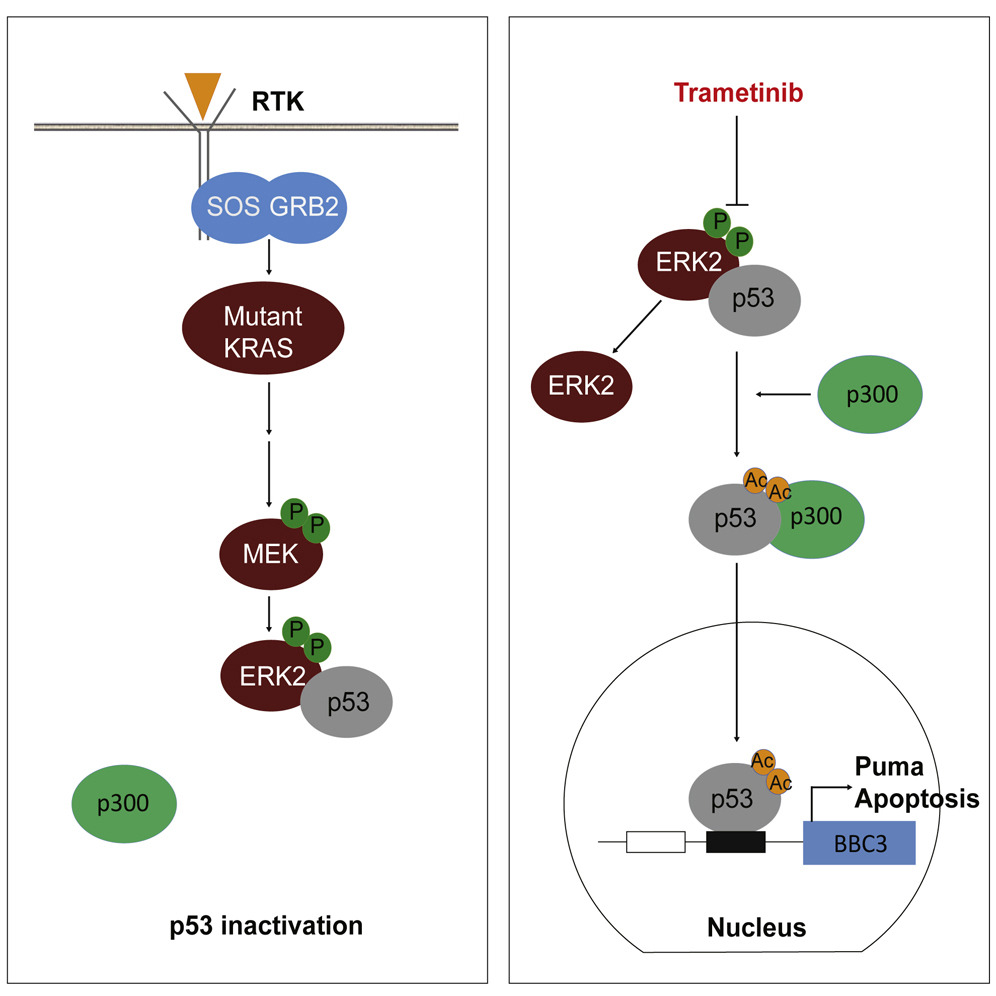 RTK
SOS GRB2
Mutant
KRAS
P
P
MEK
P
P
ERK2
p53
p300
p53 inactivation
Trametinib
P
P
ERK2
p53
ERK2
p300
Ac
Ac
p53
p300
Ac
Ac
p53
Puma
Apoptosis
BBC3
Nucleus